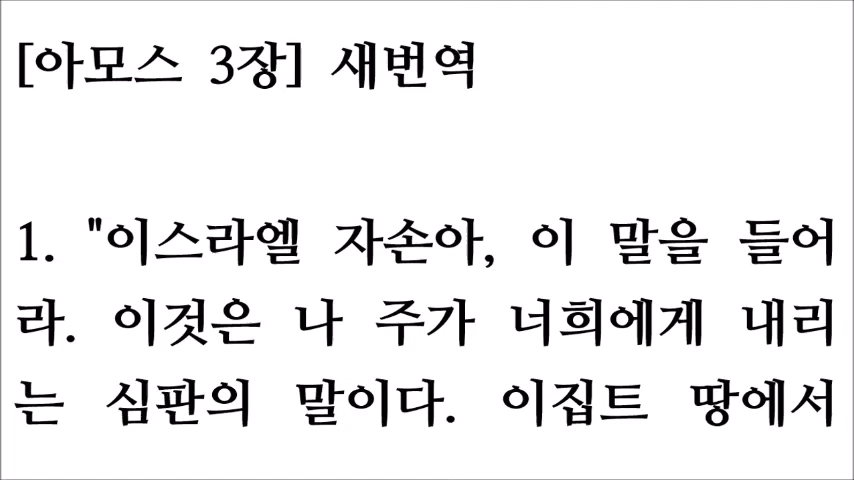 [아모스 3장] 새번역
1. "이스라엘 자손아, 이 말을 들어
라. 이것은 나 주가 너희에게 내리
는 심판의 말이다. 이집트 땅에서